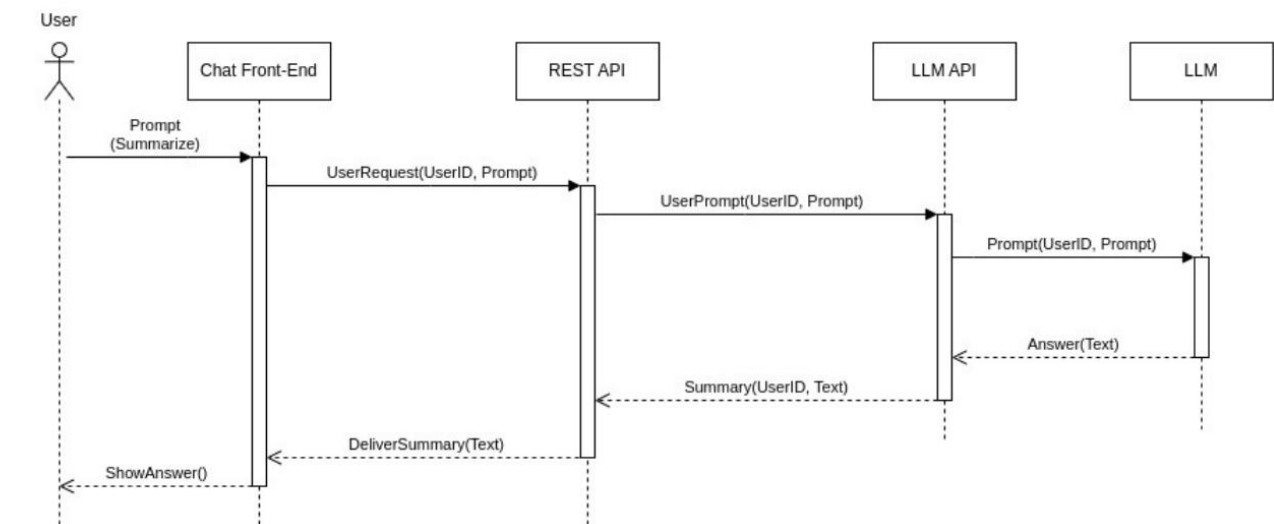 User
Chat Front-End
REST API
LLM API
LLM
Prompt
(Summarize)
UserRequest(UserID, Prompt)
UserPrompt(UserID, Prompt)
Prompt(UserID, Prompt)
Answer(Text)
Summary(UserID, Text)
DeliverSummary(Text)
ShowAnswer()